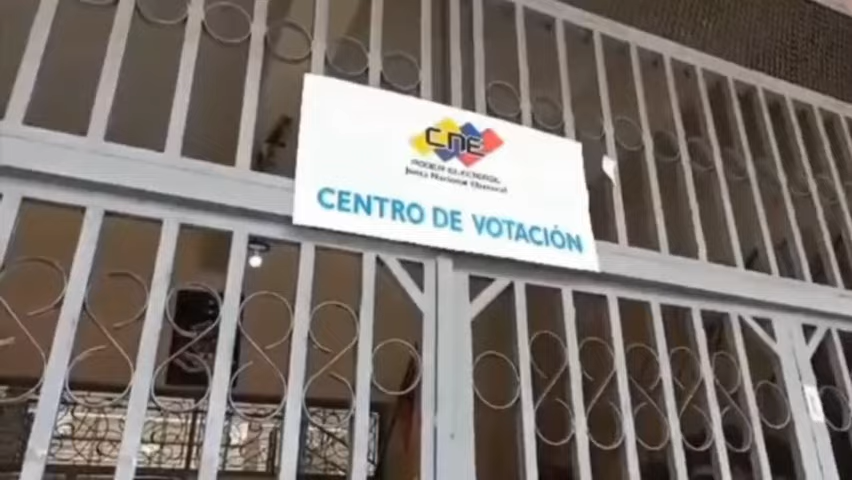 CNE
PODER ELECTORAL
Junta Nacional Electoral
CENTRO DE VOTACIÓN